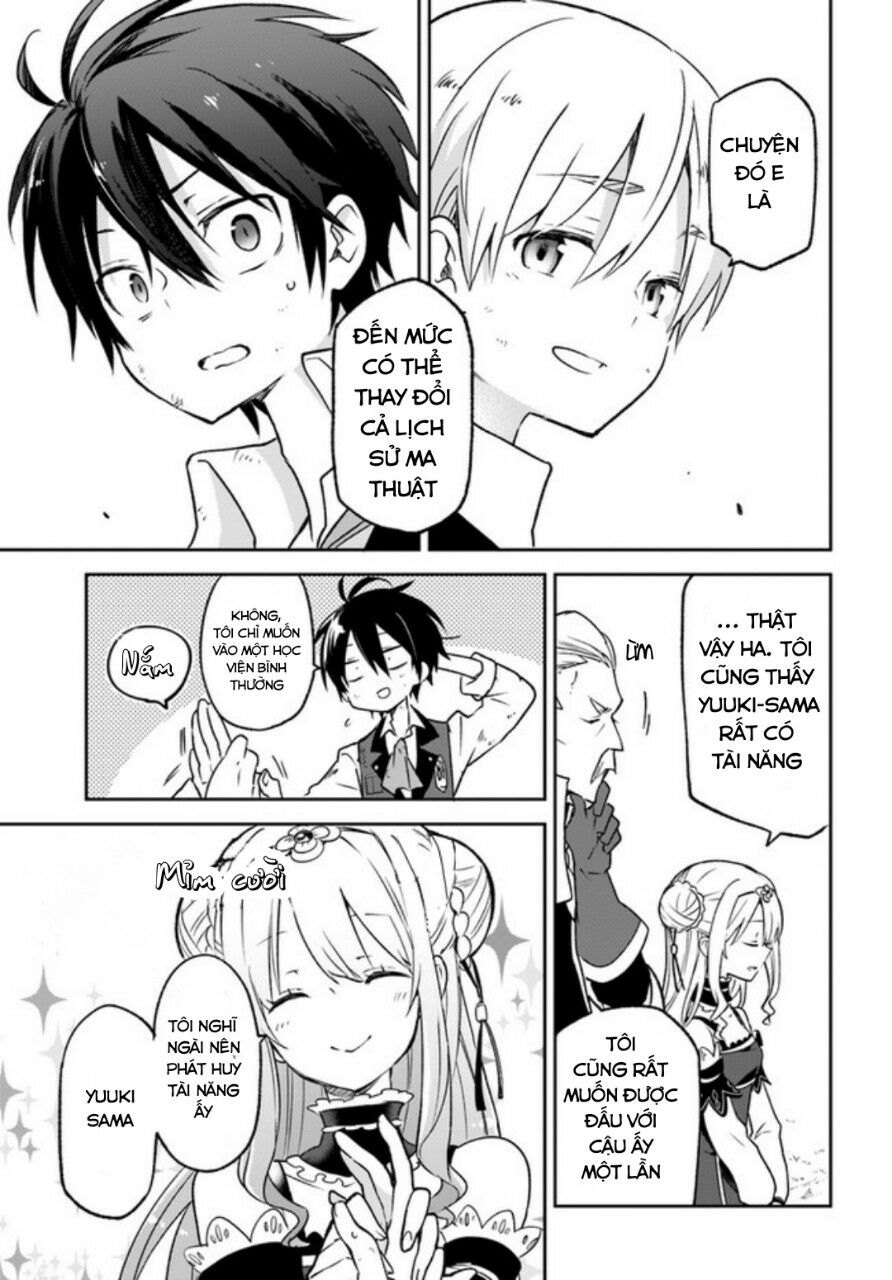 CHUYỆN
ĐÓ E
LÀ
ĐẾN MỨC
CÓ THỂ
THAY ĐỔI
CẢ LỊCH
SỬ MA
THUẬT
... THẬT
VẬY HA. TÔI
CŨNG THẤY
YUUKI-SAMA
RẤT CÓ
TÀI NĂNG
ỪM
TÔI
CŨNG RẤT
MUỐN ĐƯỢC
ĐẤU VỚI
CẬU ẤY
MỘT LẦN
KHÔNG,
TÔI CHỈ MUỐN
VÀO MỘT HỌC
VIỆN BÌNH
THƯỜNG
Nắm
Mỉm cười
TÔI NGHĨ
NGÀI NÊN
PHÁT HUY
TÀI NĂNG
ẤY
YUUKI
SAMA